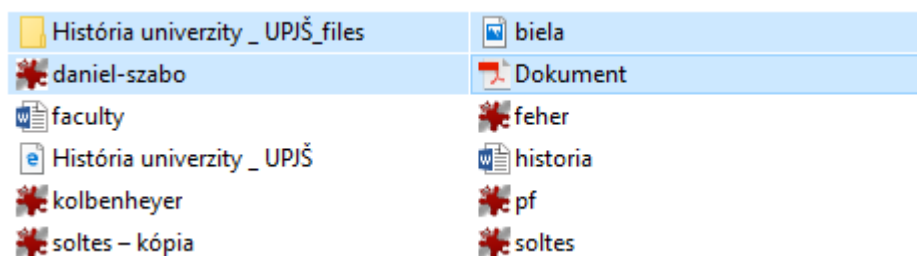 História univerzity _ UPJŠ_files
biela
daniel-szabo
Dokument
faculty
feher
História univerzity _ UPJŠ
historia
kolbenheyer
pf
soltes – kópia
soltes